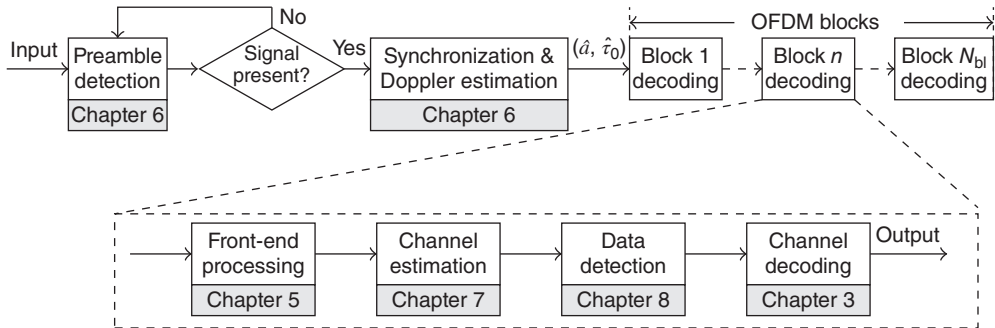 No
OFDM blocks
Input
Preamble
detection
Chapter 6
Signal
present?
Yes
Synchronization &
Doppler estimation
Chapter 6
(â, τ̂₀)
Block 1
decoding
Block n
decoding
Block N_bl
decoding
Front-end
processing
Chapter 5
Channel
estimation
Chapter 7
Data
detection
Chapter 8
Channel
decoding
Chapter 3
Output